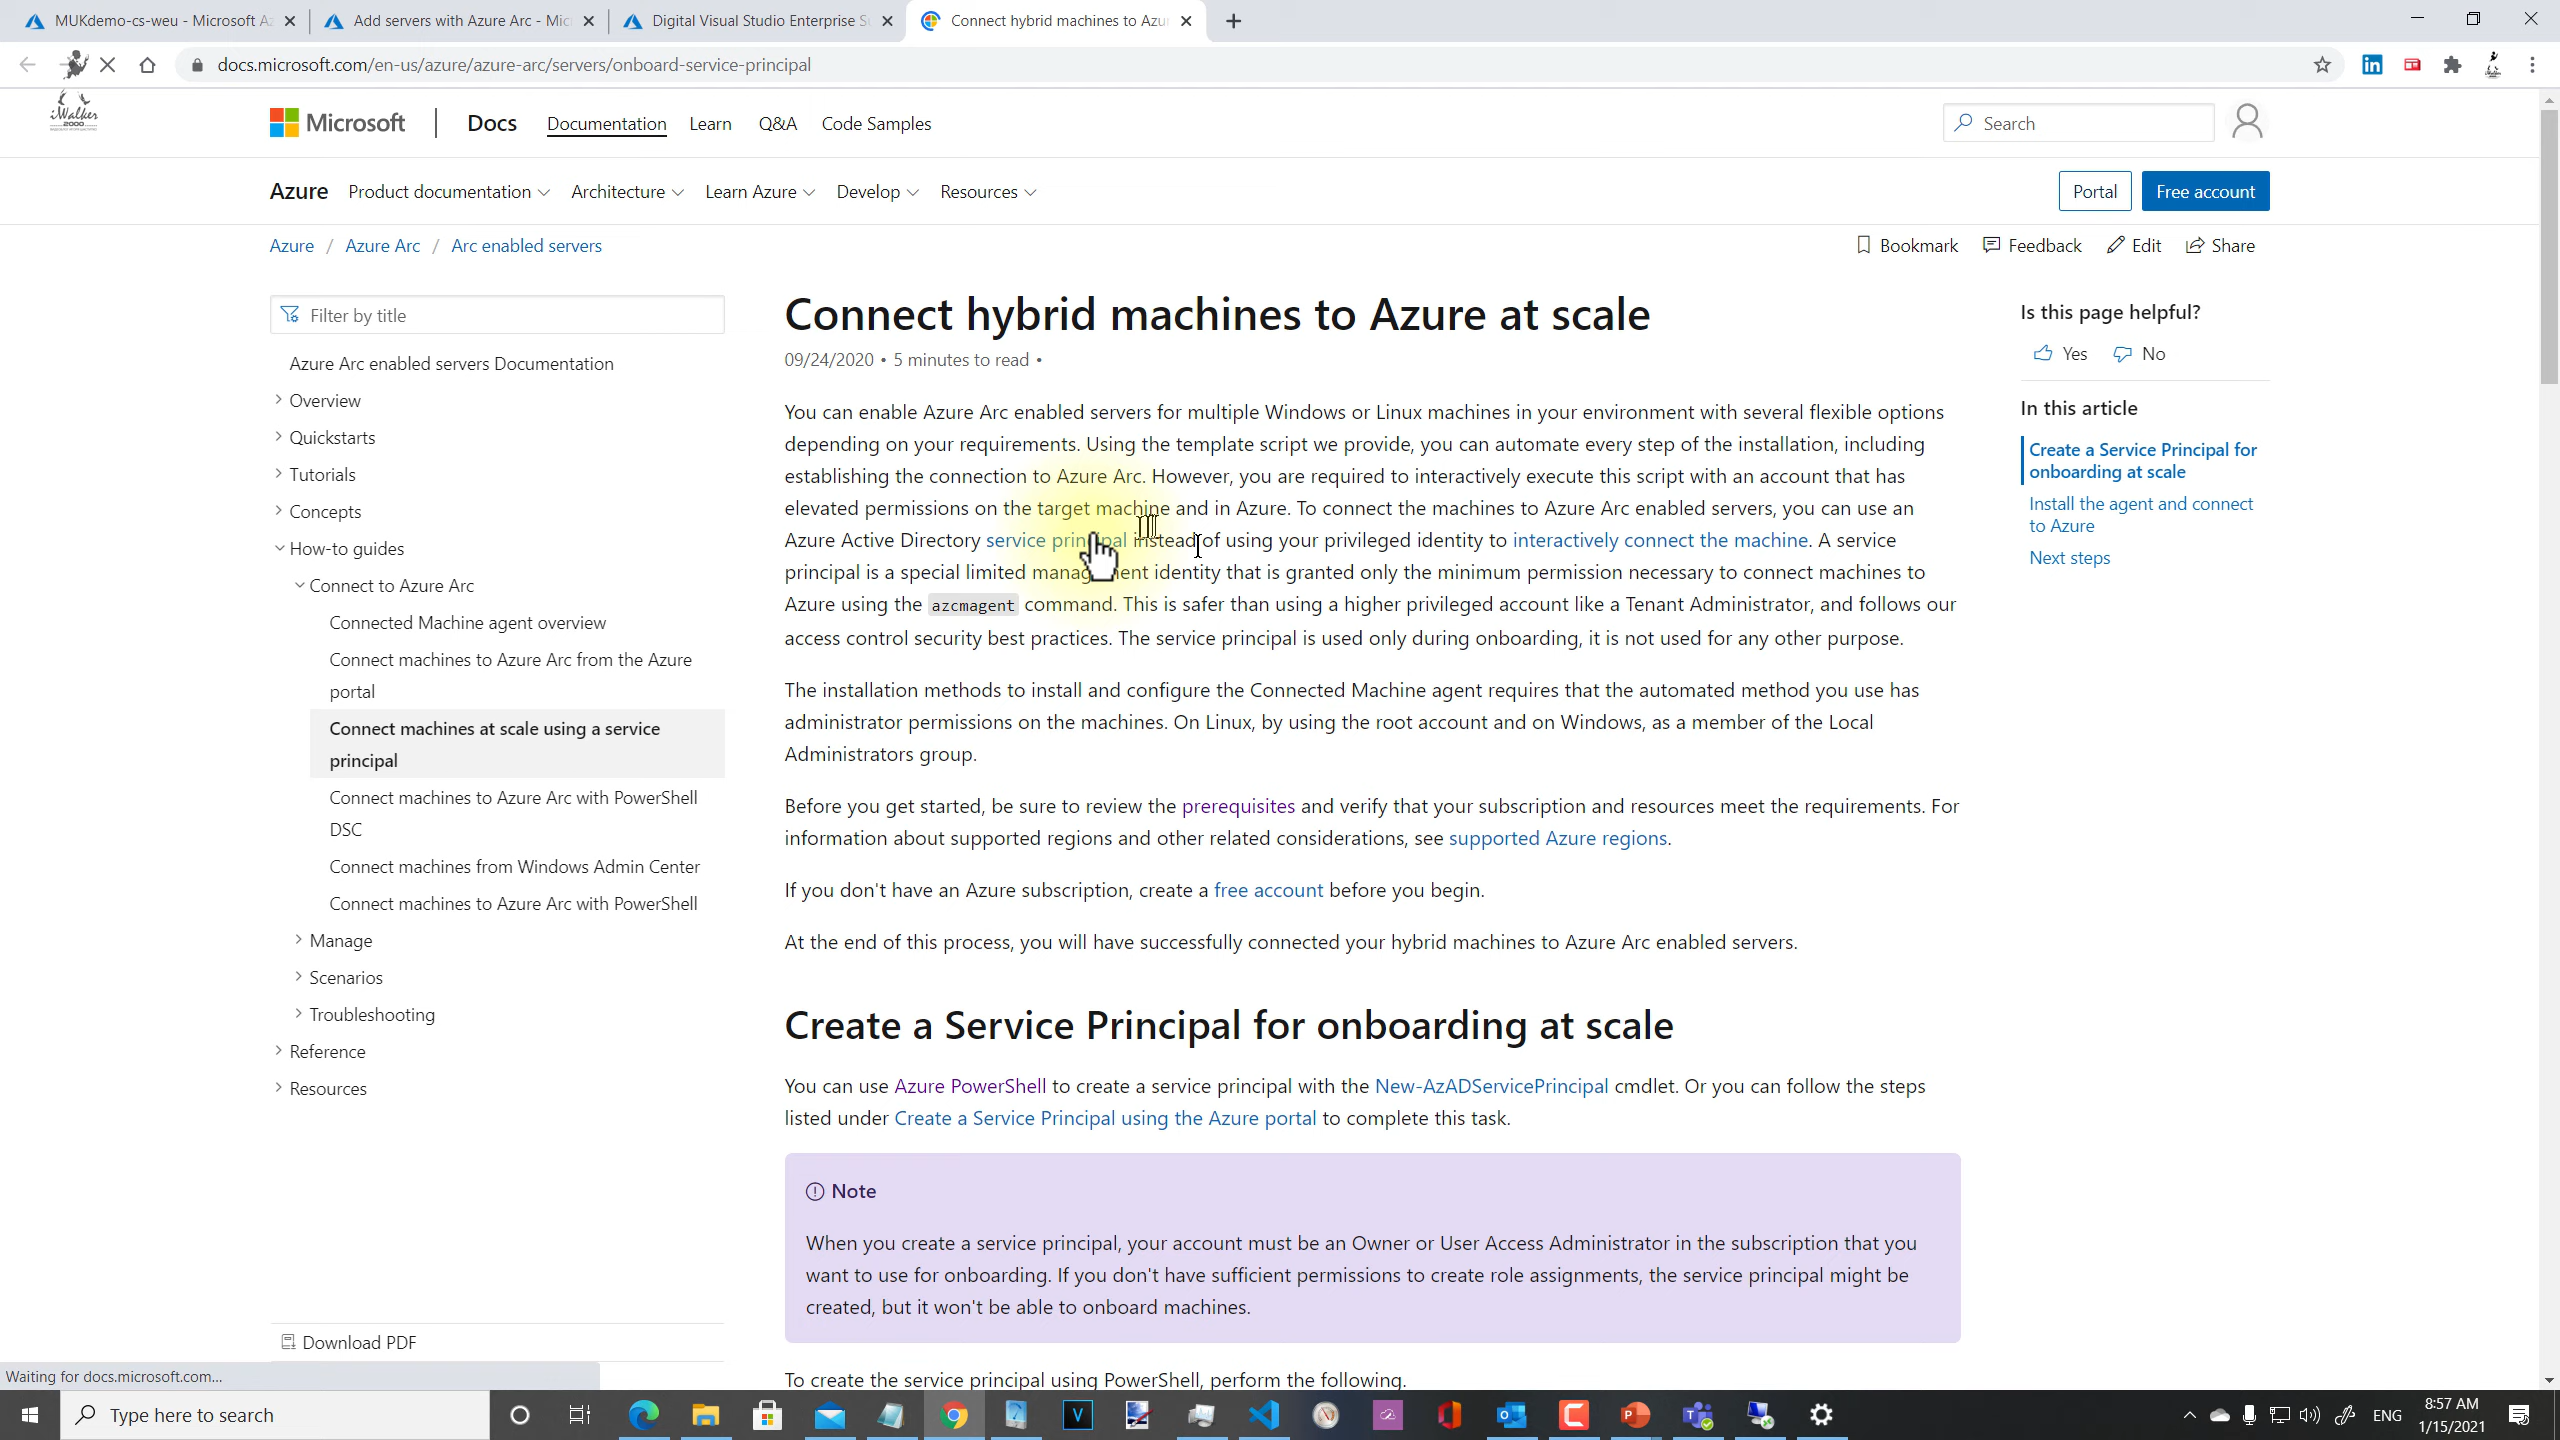 MUKdemo-cs-weu - Microsoft Az
Add servers with Azure Arc - Mic
Digital Visual Studio Enterprise Su
Connect hybrid machines to Azur
docs.microsoft.com/en-us/azure/azure-arc/servers/onboard-service-principal
iWalker
2000
Microsoft
Docs
Documentation
Learn
Q&A
Code Samples
Search
Azure
Product documentation
Architecture
Learn Azure
Develop
Resources
Portal
Free account
Azure / Azure Arc / Arc enabled servers
Bookmark
Feedback
Edit
Share
Filter by title
Azure Arc enabled servers Documentation
Overview
Quickstarts
Tutorials
Concepts
How-to guides
Connect to Azure Arc
Connected Machine agent overview
Connect machines to Azure Arc from the Azure
portal
Connect machines at scale using a service
principal
Connect machines to Azure Arc with PowerShell
DSC
Connect machines from Windows Admin Center
Connect machines to Azure Arc with PowerShell
Manage
Scenarios
Troubleshooting
Reference
Resources
Download PDF
Connect hybrid machines to Azure at scale
09/24/2020 • 5 minutes to read •
You can enable Azure Arc enabled servers for multiple Windows or Linux machines in your environment with several flexible options
depending on your requirements. Using the template script we provide, you can automate every step of the installation, including
establishing the connection to Azure Arc. However, you are required to interactively execute this script with an account that has
elevated permissions on the target machine and in Azure. To connect the machines to Azure Arc enabled servers, you can use an
Azure Active Directory service principal instead of using your privileged identity to interactively connect the machine. A service
principal is a special limited management identity that is granted only the minimum permission necessary to connect machines to
Azure using the azcmagent command. This is safer than using a higher privileged account like a Tenant Administrator, and follows our
access control security best practices. The service principal is used only during onboarding, it is not used for any other purpose.
The installation methods to install and configure the Connected Machine agent requires that the automated method you use has
administrator permissions on the machines. On Linux, by using the root account and on Windows, as a member of the Local
Administrators group.
Before you get started, be sure to review the prerequisites and verify that your subscription and resources meet the requirements. For
information about supported regions and other related considerations, see supported Azure regions.
If you don't have an Azure subscription, create a free account before you begin.
At the end of this process, you will have successfully connected your hybrid machines to Azure Arc enabled servers.
Create a Service Principal for onboarding at scale
You can use Azure PowerShell to create a service principal with the New-AzADServicePrincipal cmdlet. Or you can follow the steps
listed under Create a Service Principal using the Azure portal to complete this task.
Note
When you create a service principal, your account must be an Owner or User Access Administrator in the subscription that you
want to use for onboarding. If you don't have sufficient permissions to create role assignments, the service principal might be
created, but it won't be able to onboard machines.
To create the service principal using PowerShell, perform the following.
Is this page helpful?
Yes
No
In this article
Create a Service Principal for
onboarding at scale
Install the agent and connect
to Azure
Next steps
Waiting for docs.microsoft.com...
Type here to search
ENG
8:57 AM
1/15/2021